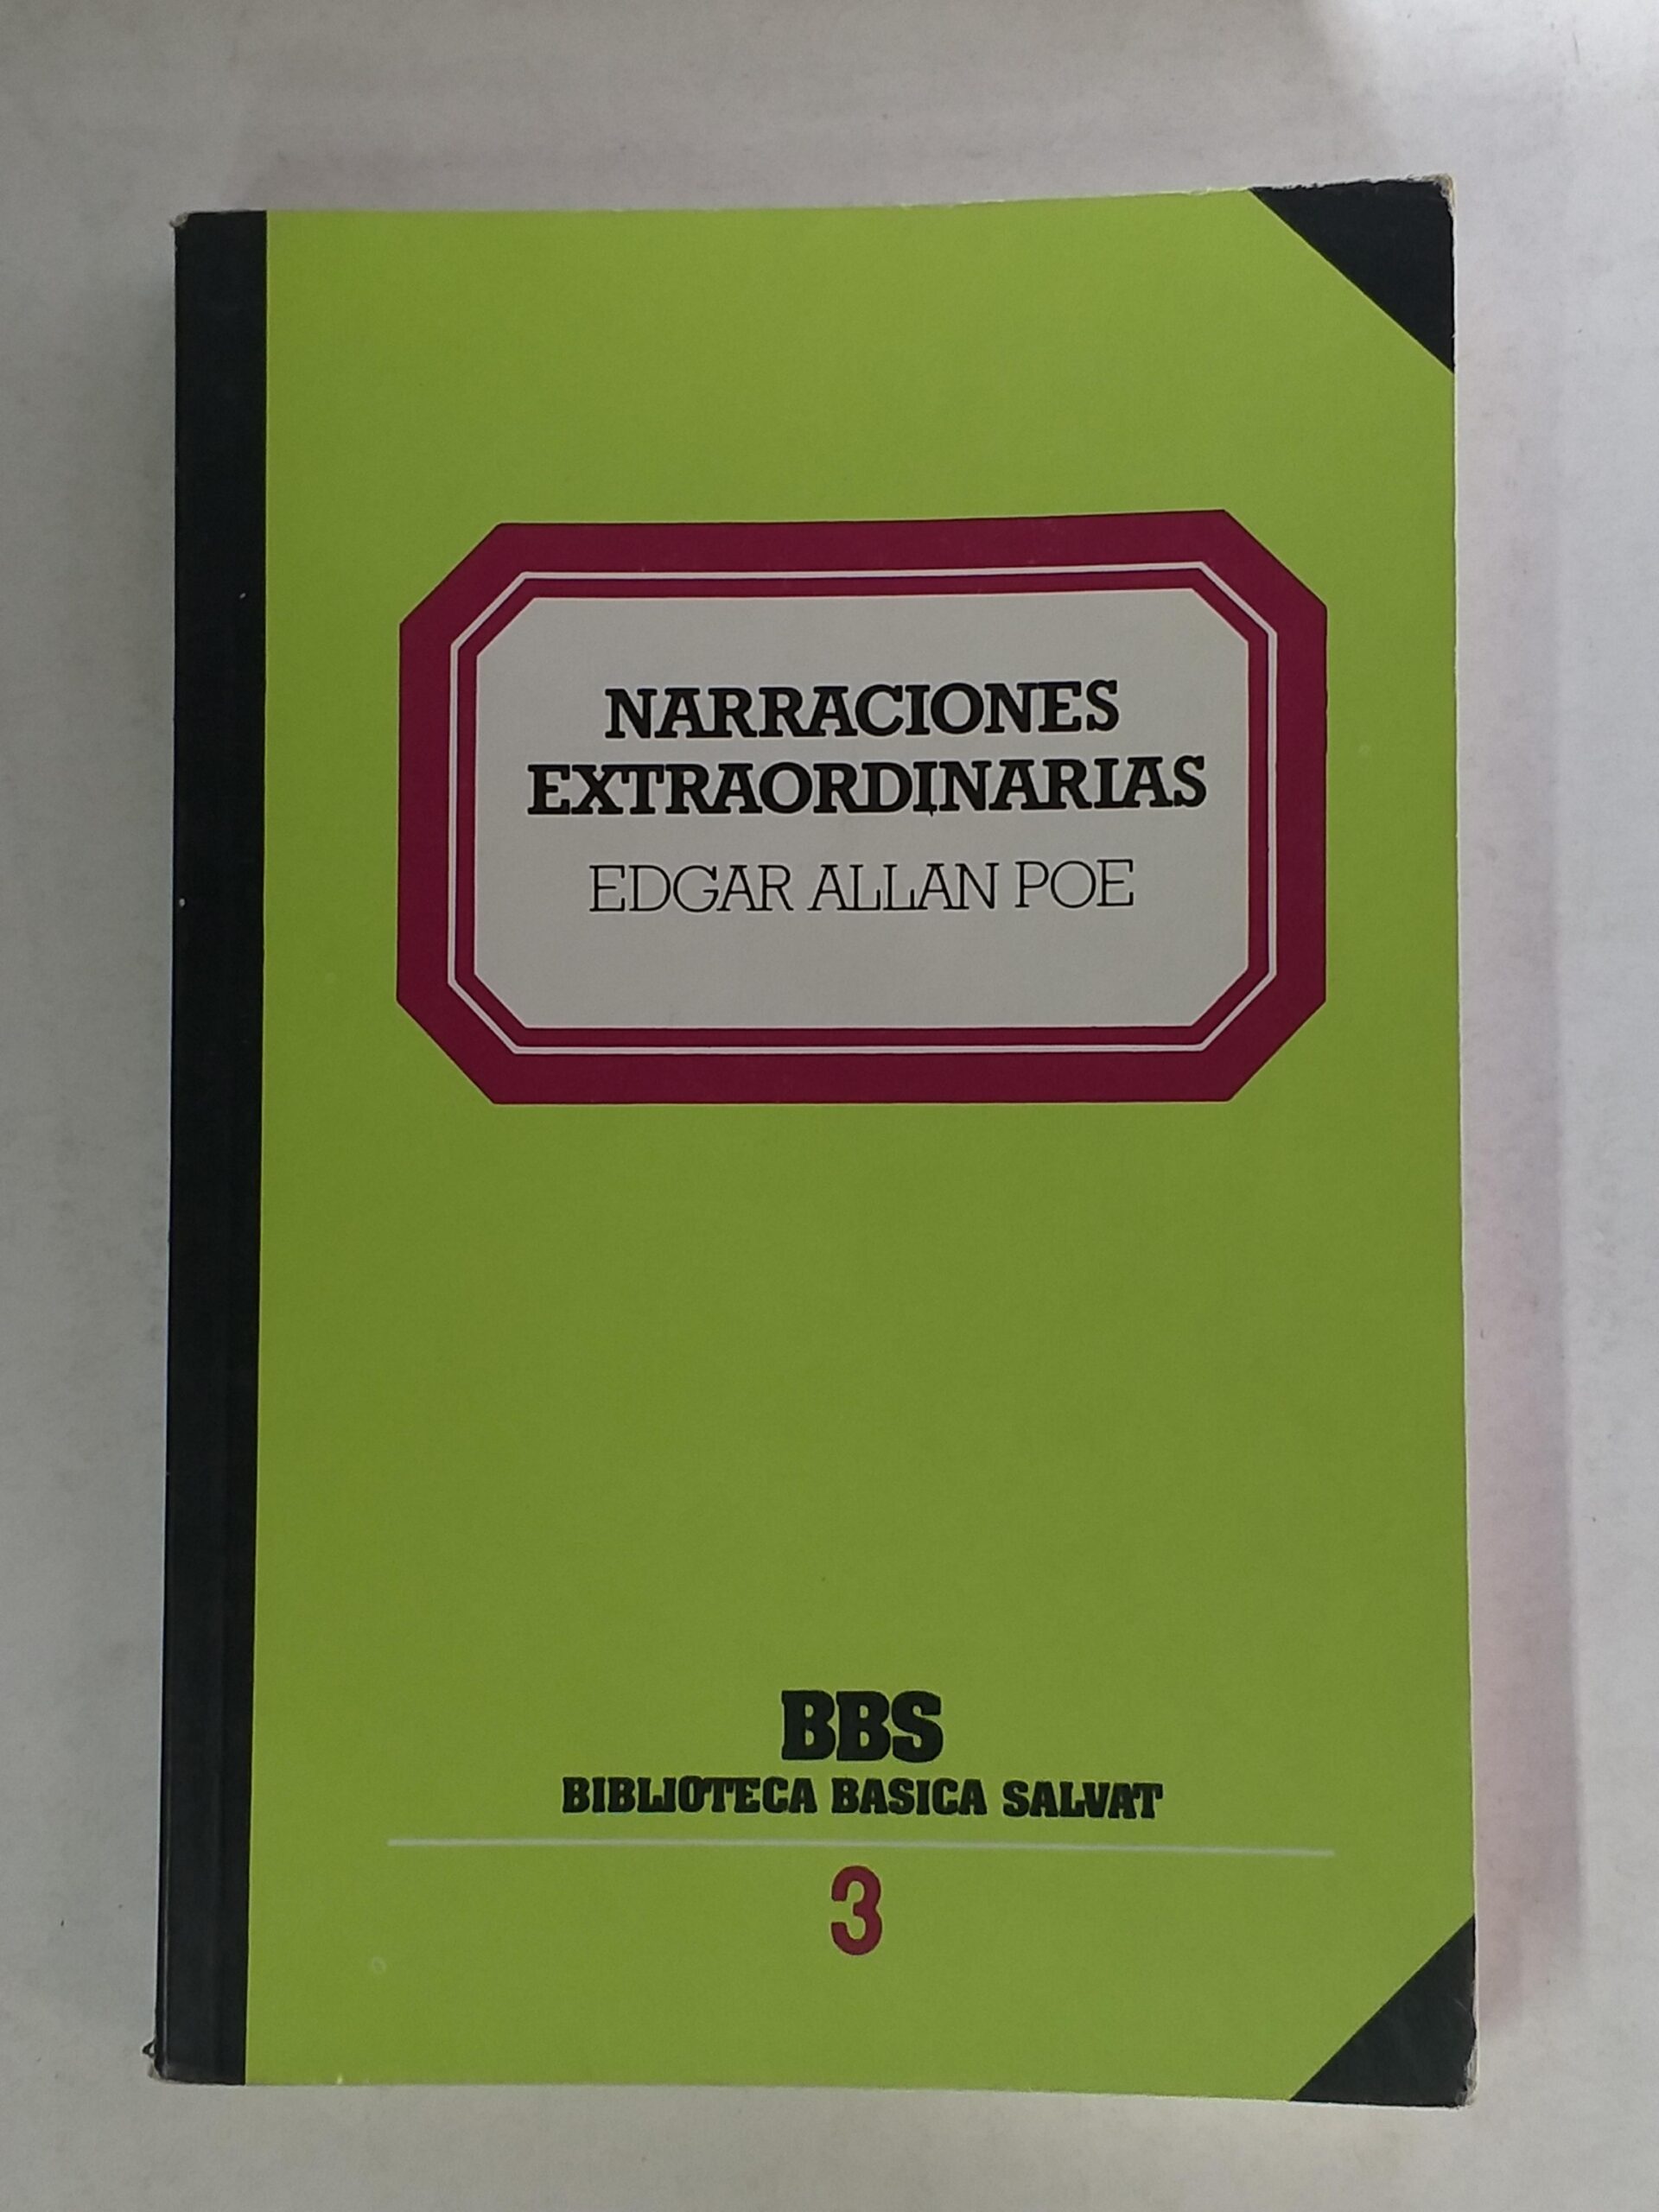 NARRACIONES
EXTRAORDINARIAS
EDGAR ALLAN POE
BBS
BIBLIOTECA BASICA SALVAT
3